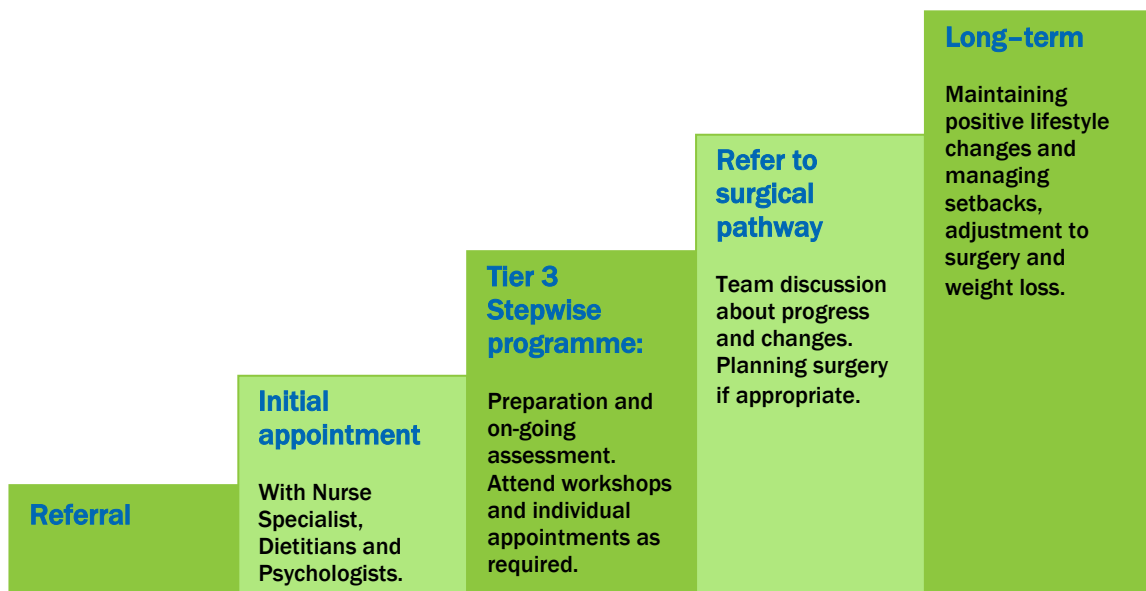 Referral
Initial
appointment
With Nurse
Specialist,
Dietitians and
Psychologists.
Tier 3
Stepwise
programme:
Preparation and
on-going
assessment.
Attend workshops
and individual
appointments as
required.
Refer to
surgical
pathway
Team discussion
about progress
and changes.
Planning surgery
if appropriate.
Long–term
Maintaining
positive lifestyle
changes and
managing
setbacks,
adjustment to
surgery and
weight loss.